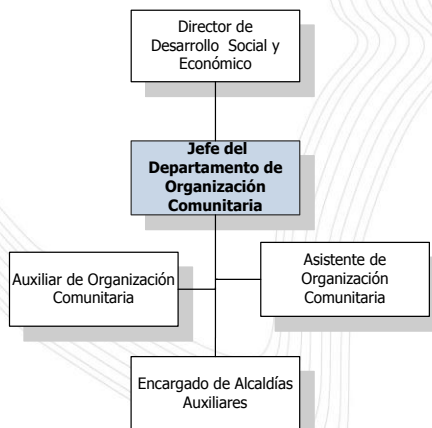 Director de
Desarrollo Social y
Económico
Jefe del
Departamento de
Organización
Comunitaria
Auxiliar de Organización
Comunitaria
Asistente de
Organización
Comunitaria
Encargado de Alcaldías
Auxiliares